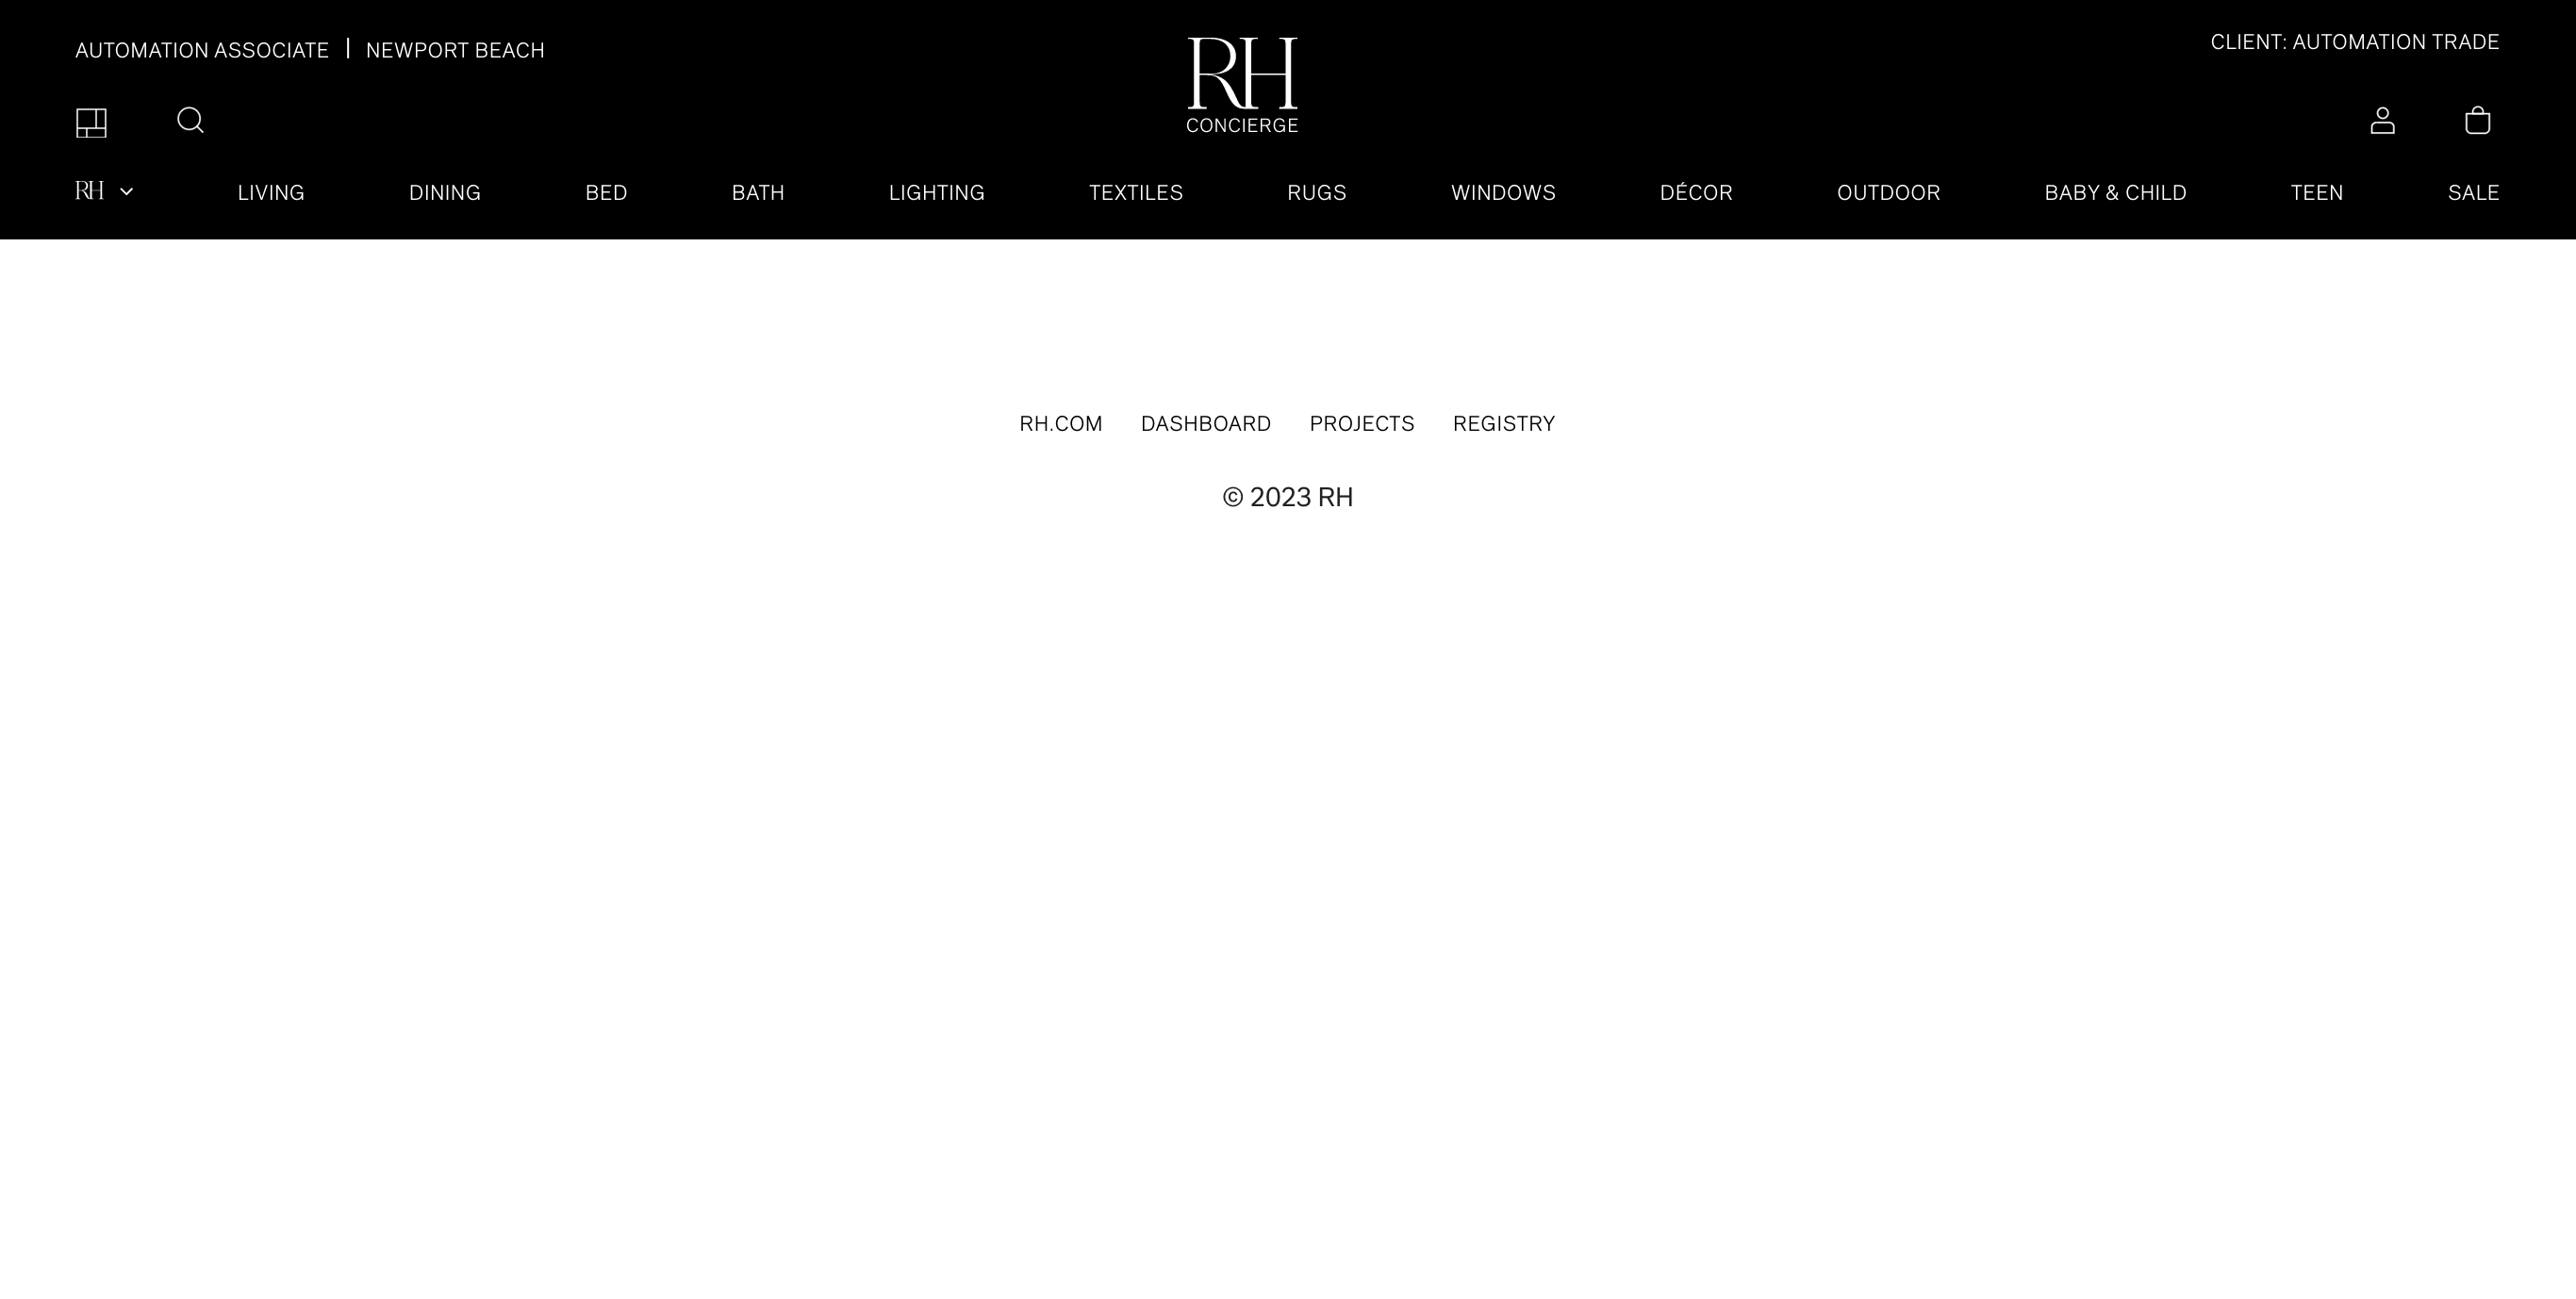 AUTOMATION ASSOCIATE | NEWPORT BEACH
CLIENT: AUTOMATION TRADE
RH
CONCIERGE
RH LIVING DINING BED BATH LIGHTING TEXTILES RUGS WINDOWS DÉCOR OUTDOOR BABY & CHILD TEEN SALE
RH.COM DASHBOARD PROJECTS REGISTRY
© 2023 RH